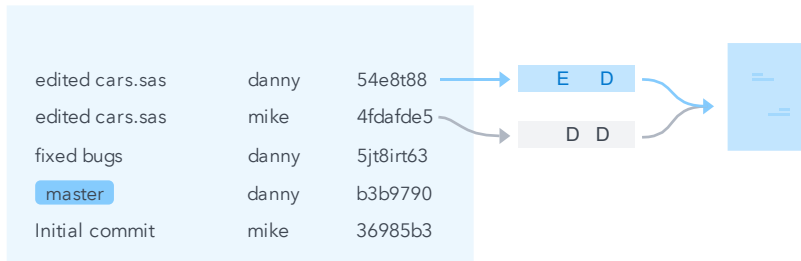 edited cars.sas danny 54e8t88 E D
edited cars.sas mike 4fdafde5 D D
fixed bugs danny 5jt8irt63
master danny b3b9790
Initial commit mike 36985b3